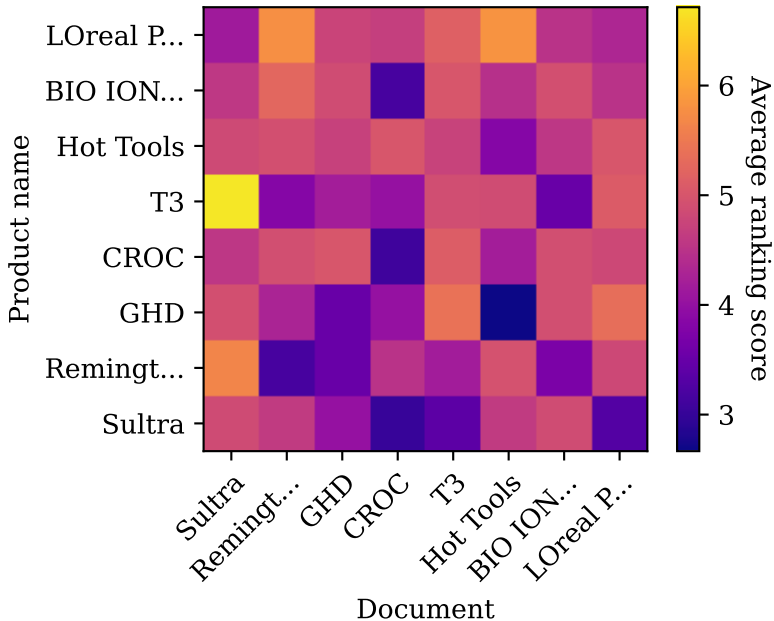 LOreal P...
BIO ION...
Hot Tools
T3
CROC
GHD
Remingt...
Sultra
Product name
Sultra
Remingt...
GHD
CROC
T3
Hot Tools
BIO ION...
LOreal P...
Document
6
5
4
3
Average ranking score